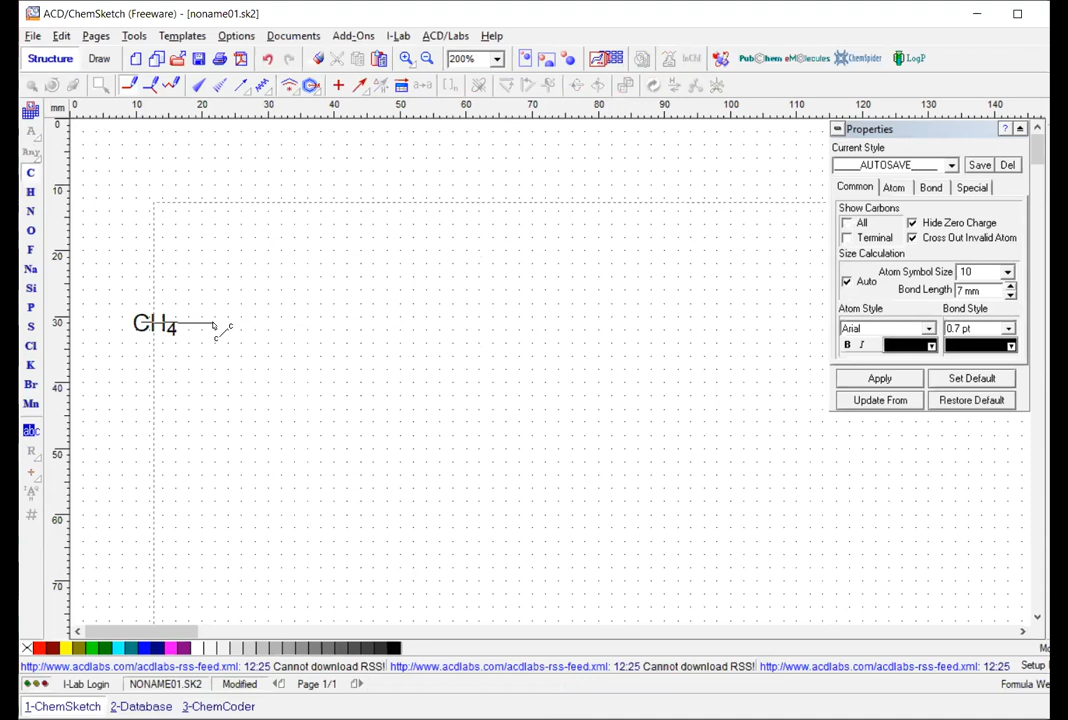 ACD/ChemSketch (Freeware) - [noname01.sk2]
File Edit Pages Tools Templates Options Documents Add-Ons I-Lab ACD/Labs Help
Structure Draw 200% InChI PubChem eMolecules Chemspider LogP
mm 0 10 20 30 40 50 60 70 80 90 100 110 120 130 140
A
Any
C
H
N
O
F
Na
Si
P
S
Cl
K
Br
Mn
abc
R
#
0
10
20
30
40
50
60
70
CH4
c
c
Properties ?
Current Style
____AUTOSAVE____ Save Del
Common Atom Bond Special
Show Carbons
All Hide Zero Charge
Terminal Cross Out Invalid Atom
Size Calculation
Auto Atom Symbol Size 10
Bond Length 7 mm
Atom Style Bond Style
Arial 0.7 pt
B I
Apply Set Default
Update From Restore Default
Mo
http://www.acdlabs.com/acdlabs-rss-feed.xml: 12:25 Cannot download RSS! http://www.acdlabs.com/acdlabs-rss-feed.xml: 12:25 Cannot download RSS! http://www.acdlabs.com/acdlabs-rss-feed.xml: 12:25 Setup
I-Lab Login NONAME01.SK2 Modified Page 1/1 Formula We
1-ChemSketch 2-Database 3-ChemCoder